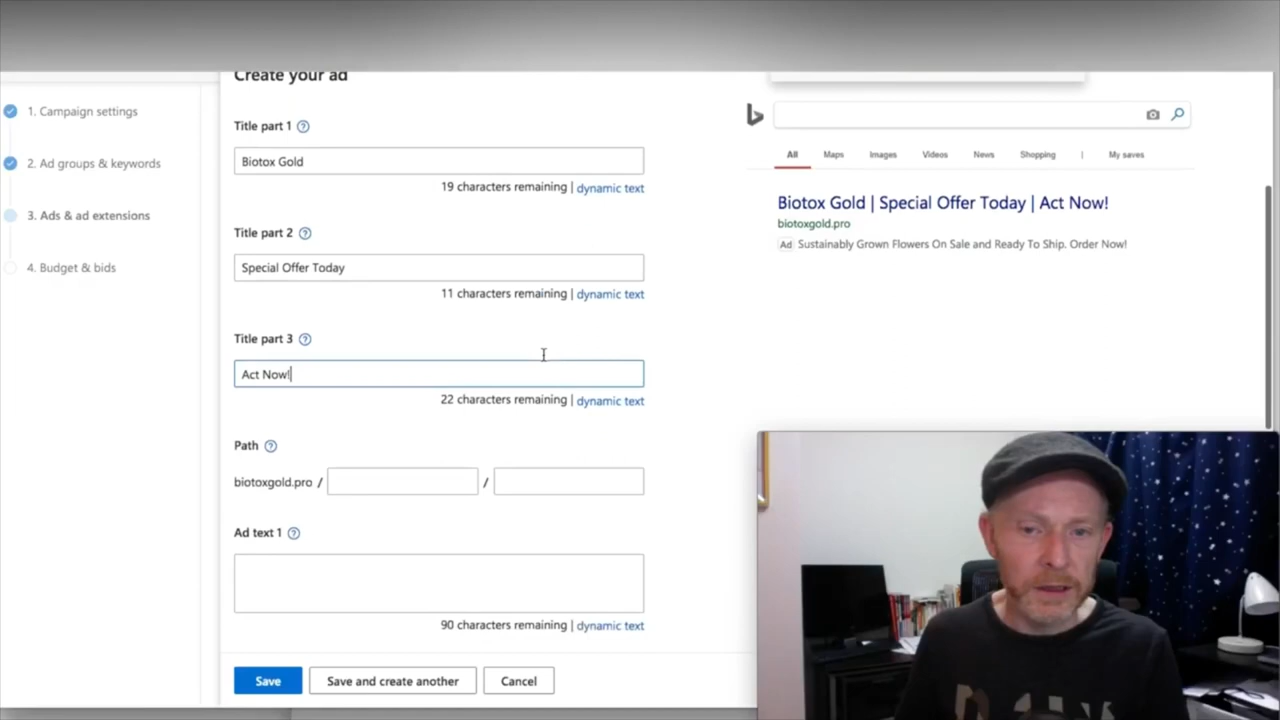 Create your ad
1. Campaign settings
2. Ad groups & keywords
3. Ads & ad extensions
4. Budget & bids
Title part 1
Biotox Gold
19 characters remaining | dynamic text
Title part 2
Special Offer Today
11 characters remaining | dynamic text
Title part 3
Act Now!
22 characters remaining | dynamic text
Path
biotoxgold.pro / /
Ad text 1
90 characters remaining | dynamic text
Save Save and create another Cancel
All Maps Images Videos News Shopping | My saves
Biotox Gold | Special Offer Today | Act Now!
biotoxgold.pro
Ad Sustainably Grown Flowers On Sale and Ready To Ship. Order Now!